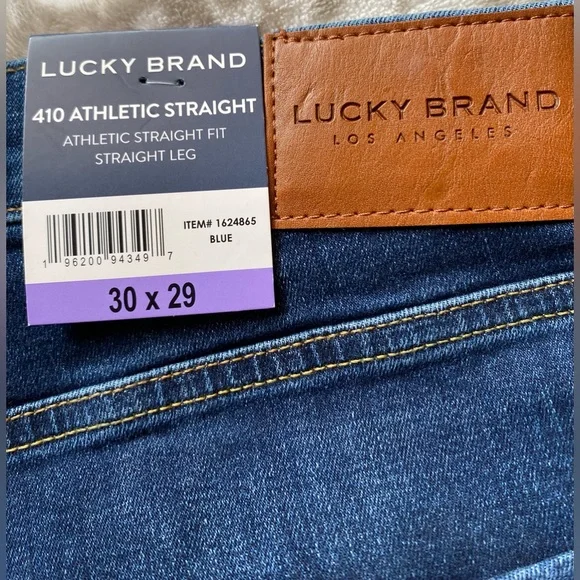 LUCKY BRAND
410 ATHLETIC STRAIGHT
ATHLETIC STRAIGHT FIT
STRAIGHT LEG
ITEM# 1624865
BLUE
1 96200 94349 7
30 x 29
LUCKY BRAND
LOS ANGELES